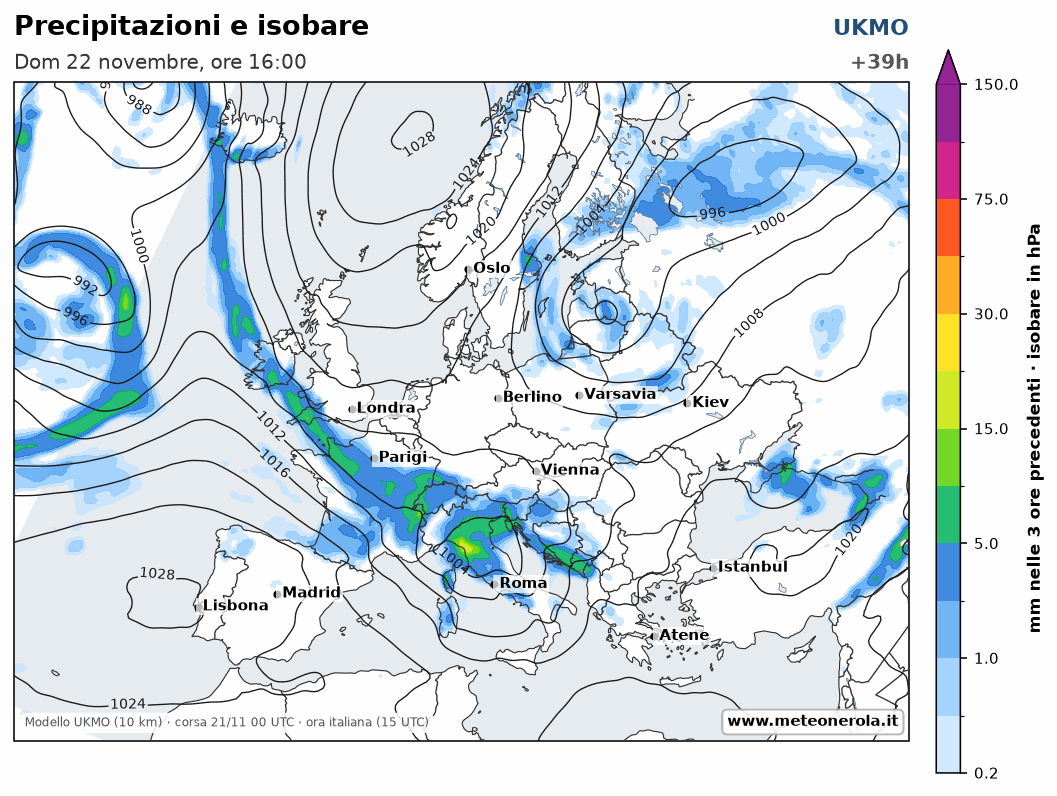 Precipitazioni e isobare
UKMO
Dom 22 novembre, ore 16:00
+39h
988
1028
1024
1020
1012
1004
996
1000
1000
992
996
1008
Oslo
Berlino
Varsavia
Kiev
Londra
1012
1016
Parigi
Vienna
1020
1004
Istanbul
1028
Roma
Madrid
Lisbona
Atene
1024
Modello UKMO (10 km) · corsa 21/11 00 UTC · ora italiana (15 UTC)
www.meteonerola.it
150.0
75.0
30.0
15.0
5.0
1.0
0.2
mm nelle 3 ore precedenti · isobare in hPa